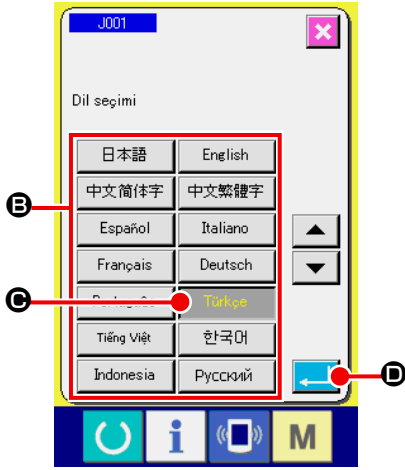 J001
Dil seçimi
日本語 English
中文简体字 中文繁體字
B
Español Italiano
Français Deutsch
C
Türkçe
Tiếng Việt 한국어
D
Indonesia Русский
i M